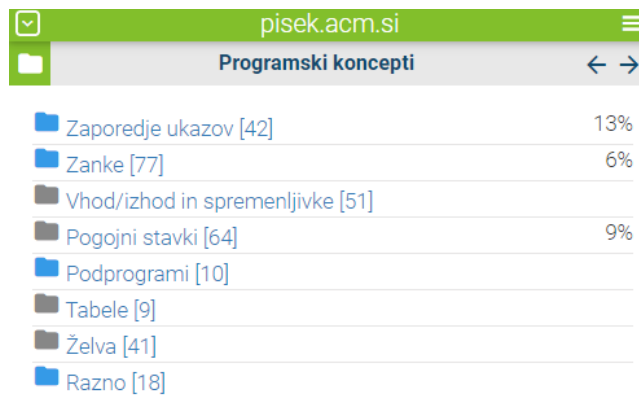 pisek.acm.si
Programski koncepti
Zaporedje ukazov [42] 13%
Zanke [77] 6%
Vhod/izhod in spremenljivke [51]
Pogojni stavki [64] 9%
Podprogrami [10]
Tabele [9]
Želva [41]
Razno [18]